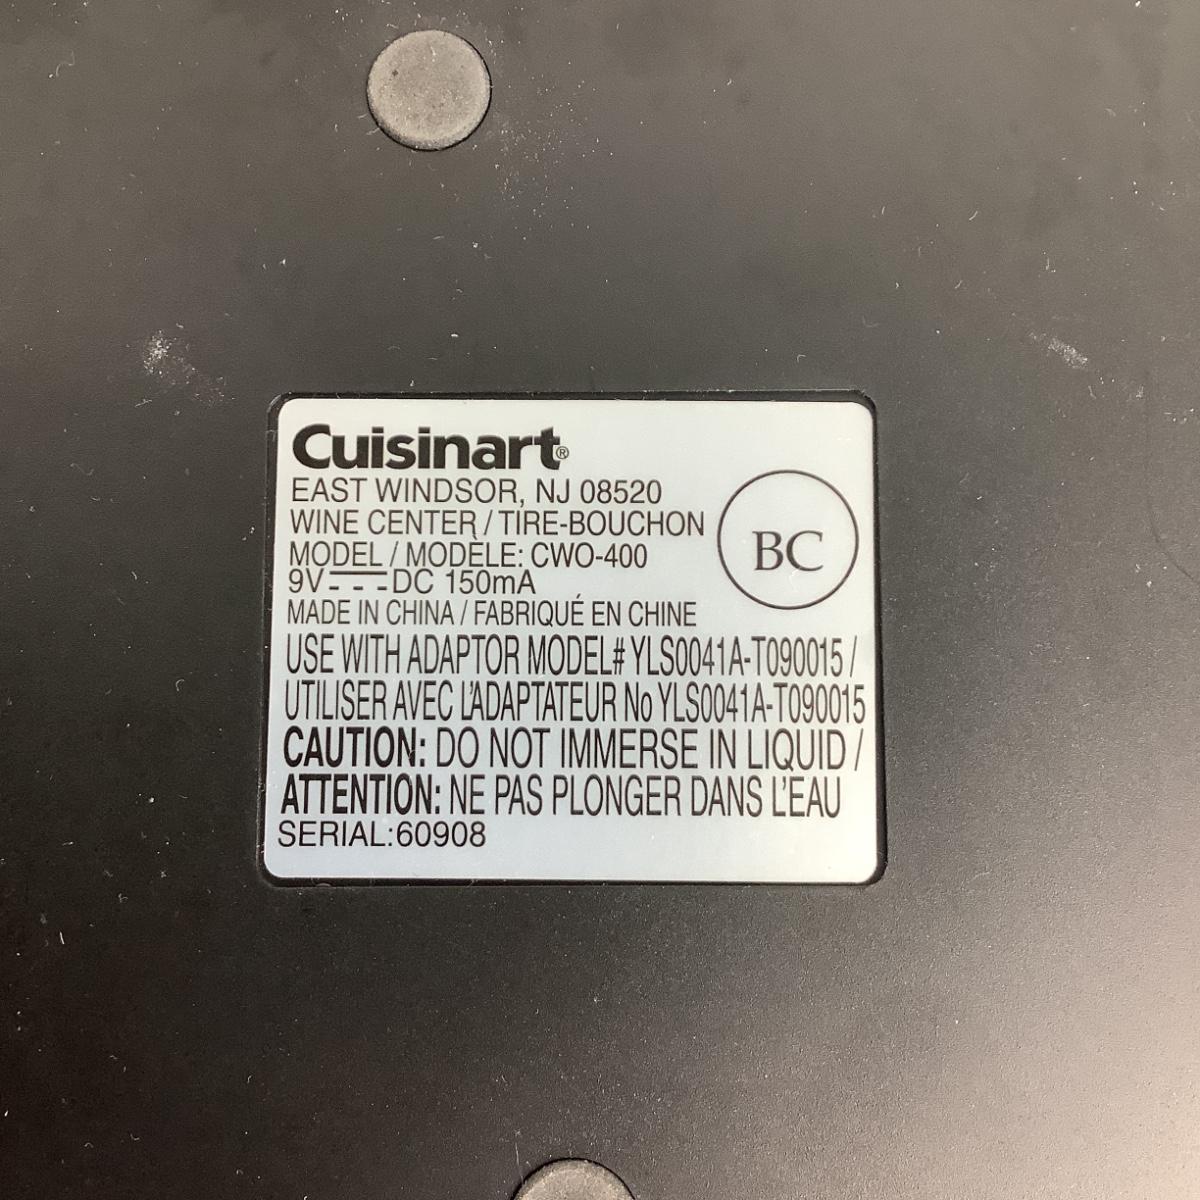 Cuisinart®
EAST WINDSOR, NJ 08520
WINE CENTER / TIRE-BOUCHON
MODEL / MODÈLE: CWO-400
9V⎓DC 150mA
BC
MADE IN CHINA / FABRIQUÉ EN CHINE
USE WITH ADAPTOR MODEL# YLS0041A-T090015 /
UTILISER AVEC L'ADAPTATEUR No YLS0041A-T090015
CAUTION: DO NOT IMMERSE IN LIQUID /
ATTENTION: NE PAS PLONGER DANS L'EAU
SERIAL:60908